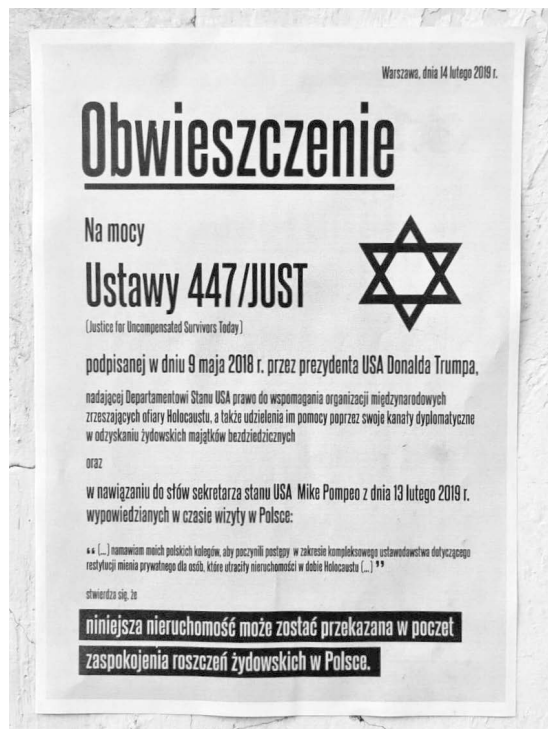 Warszawa, dnia 14 lutego 2019 r.
Obwieszczenie
Na mocy
Ustawy 447/JUST
(Justice for Uncompensated Survivors Today)
podpisanej w dniu 9 maja 2018 r. przez prezydenta USA Donalda Trumpa,
nadającej Departamentowi Stanu USA prawo do wspomagania organizacji międzynarodowych
zrzeszających ofiary Holocaustu, a także udzielenia im pomocy poprzez swoje kanały dyplomatyczne
w odzyskaniu żydowskich majątków bezdziedzicznych
oraz
w nawiązaniu do słów sekretarza stanu USA Mike Pompeo z dnia 13 lutego 2019 r.
wypowiedzianych w czasie wizyty w Polsce:
“ (...) namawiam moich polskich kolegów, aby poczynili postępy w zakresie kompleksowego ustawodawstwa dotyczącego
restytucji mienia prywatnego dla osób, które utraciły nieruchomości w dobie Holocaustu (...) ”
stwierdza się, że
niniejsza nieruchomość może zostać przekazana w poczet
zaspokojenia roszczeń żydowskich w Polsce.